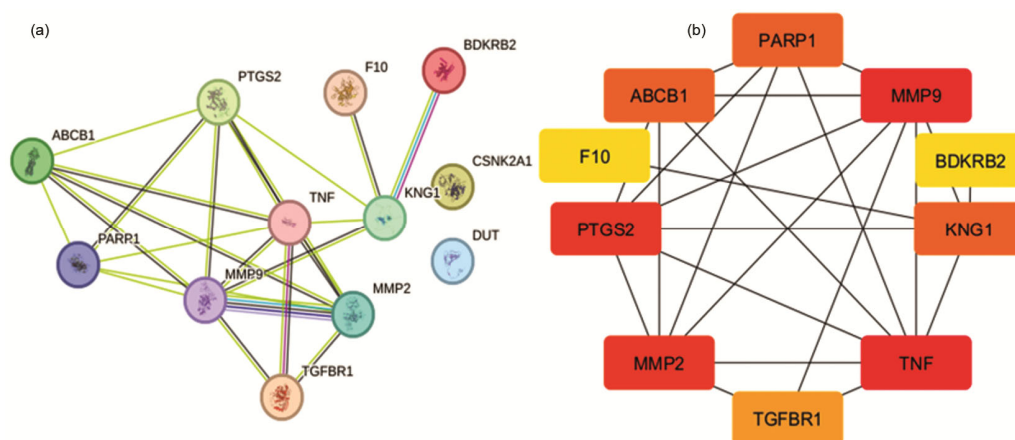 (a)
BDKRB2
F10
PTGS2
ABCB1
CSNK2A1
KNG1
TNF
PARP1
DUT
MMP9
MMP2
TGFBR1
(b)
PARP1
ABCB1
MMP9
F10
BDKRB2
PTGS2
KNG1
MMP2
TNF
TGFBR1